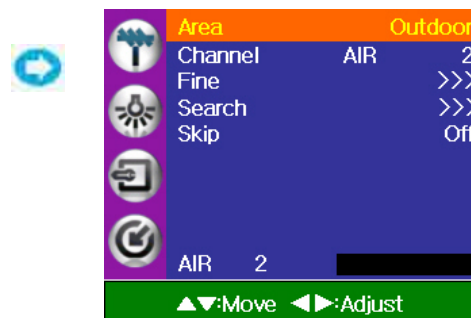 Area Outdoor
Channel AIR 2
Fine >>>
Search >>>
Skip Off
AIR 2
▲▼:Move ◀▶:Adjust